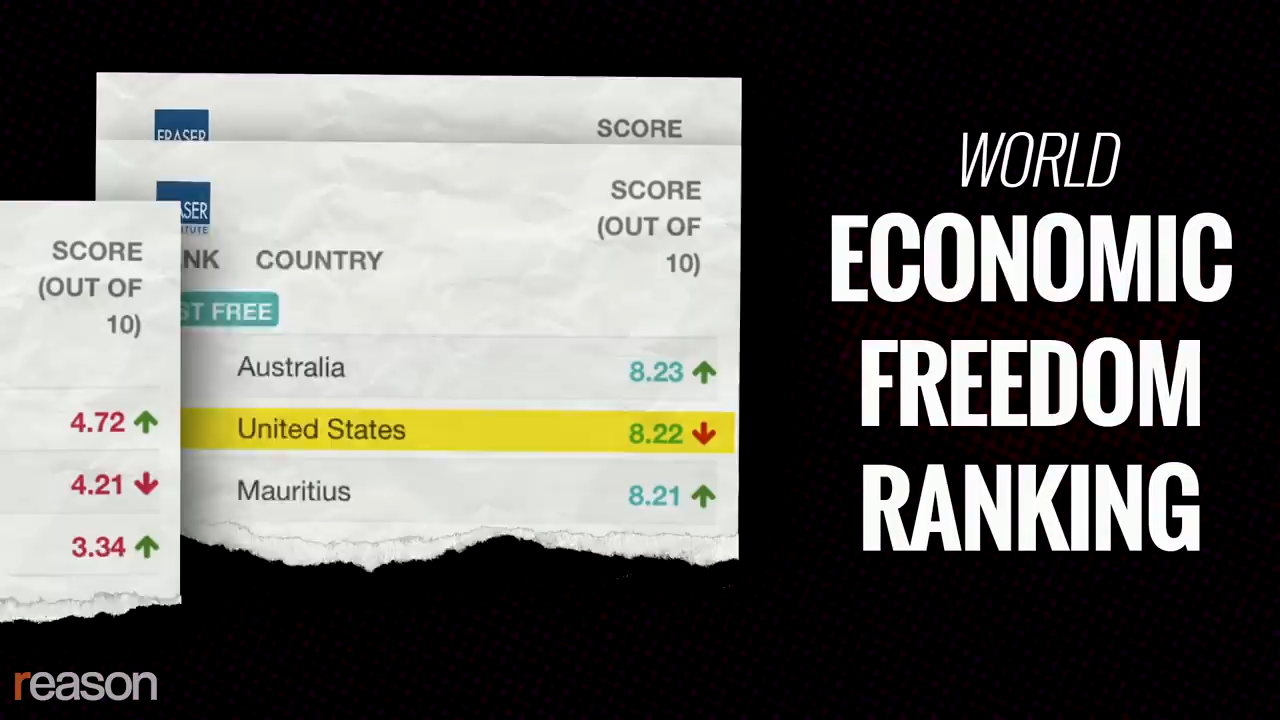 SCORE
SCORE
(OUT OF
10)
COUNTRY
FREE
Australia 8.23
United States 8.22
Mauritius 8.21
SCORE
(OUT OF
10)
4.72
4.21
3.34
WORLD
ECONOMIC
FREEDOM
RANKING
reason